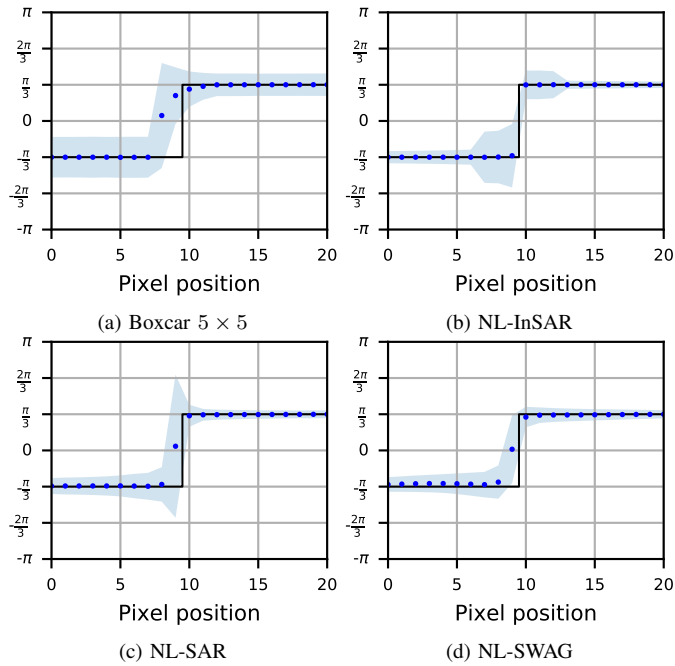 π π
2π/3 2π/3
π/3 π/3
0 0
-π/3 -π/3
-2π/3 -2π/3
-π -π
0 5 10 15 20 0 5 10 15 20
Pixel position Pixel position
(a) Boxcar 5 × 5 (b) NL-InSAR
π π
2π/3 2π/3
π/3 π/3
0 0
-π/3 -π/3
-2π/3 -2π/3
-π -π
0 5 10 15 20 0 5 10 15 20
Pixel position Pixel position
(c) NL-SAR (d) NL-SWAG